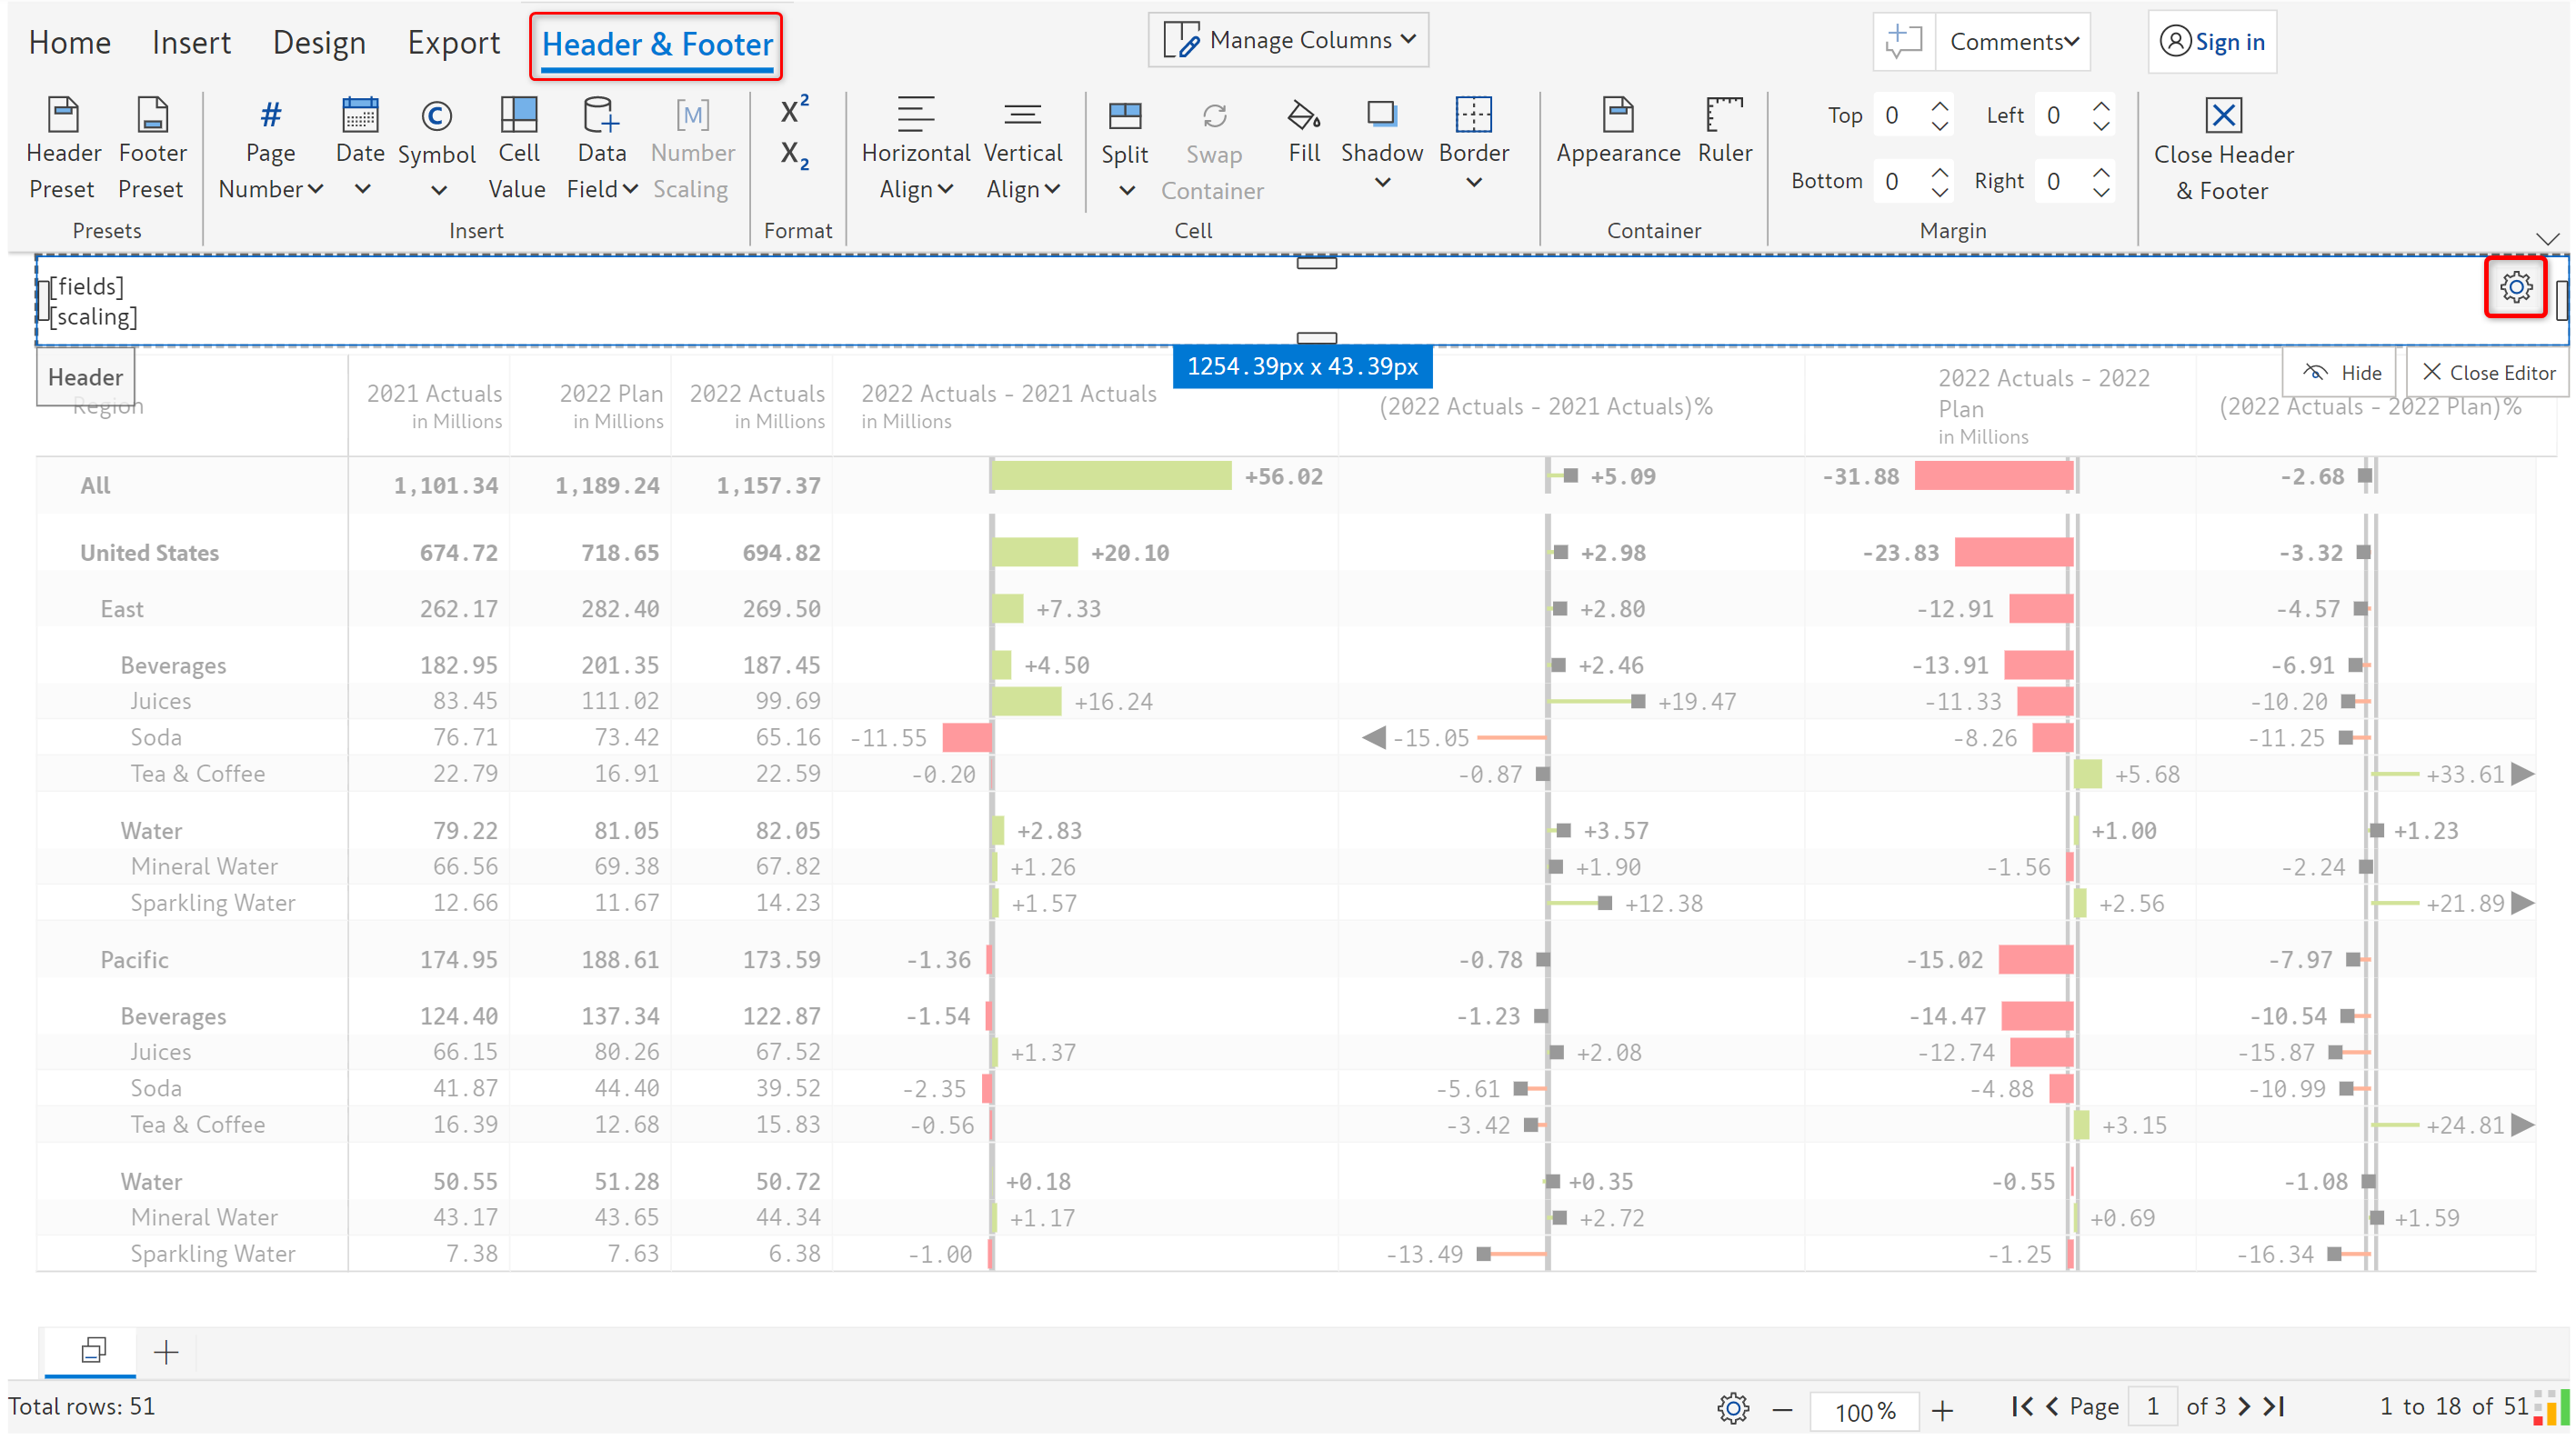 Home Insert Design Export Header & Footer Manage Columns Comments Sign in
Header Preset Footer Preset
Presets
# Page Number Date Symbol Cell Value Data Field [M] Number Scaling
Insert
X² X₂
Format
Horizontal Align Vertical Align
Split Swap Container Fill Shadow Border
Cell
Appearance Ruler
Container
Top 0 Left 0
Bottom 0 Right 0
Margin
Close Header & Footer
[fields]
[scaling]
1254.39px x 43.39px
Header
Hide Close Editor
Region
2021 Actuals in Millions
2022 Plan in Millions
2022 Actuals in Millions
2022 Actuals - 2021 Actuals in Millions
(2022 Actuals - 2021 Actuals)%
2022 Actuals - 2022 Plan in Millions
(2022 Actuals - 2022 Plan)%
All 1,101.34 1,189.24 1,157.37 +56.02 +5.09 -31.88 -2.68
United States 674.72 718.65 694.82 +20.10 +2.98 -23.83 -3.32
East 262.17 282.40 269.50 +7.33 +2.80 -12.91 -4.57
Beverages 182.95 201.35 187.45 +4.50 +2.46 -13.91 -6.91
Juices 83.45 111.02 99.69 +16.24 +19.47 -11.33 -10.20
Soda 76.71 73.42 65.16 -11.55 -15.05 -8.26 -11.25
Tea & Coffee 22.79 16.91 22.59 -0.20 -0.87 +5.68 +33.61
Water 79.22 81.05 82.05 +2.83 +3.57 +1.00 +1.23
Mineral Water 66.56 69.38 67.82 +1.26 +1.90 -1.56 -2.24
Sparkling Water 12.66 11.67 14.23 +1.57 +12.38 +2.56 +21.89
Pacific 174.95 188.61 173.59 -1.36 -0.78 -15.02 -7.97
Beverages 124.40 137.34 122.87 -1.54 -1.23 -14.47 -10.54
Juices 66.15 80.26 67.52 +1.37 +2.08 -12.74 -15.87
Soda 41.87 44.40 39.52 -2.35 -5.61 -4.88 -10.99
Tea & Coffee 16.39 12.68 15.83 -0.56 -3.42 +3.15 +24.81
Water 50.55 51.28 50.72 +0.18 +0.35 -0.55 -1.08
Mineral Water 43.17 43.65 44.34 +1.17 +2.72 +0.69 +1.59
Sparkling Water 7.38 7.63 6.38 -1.00 -13.49 -1.25 -16.34
Total rows: 51 100% Page 1 of 3 1 to 18 of 51